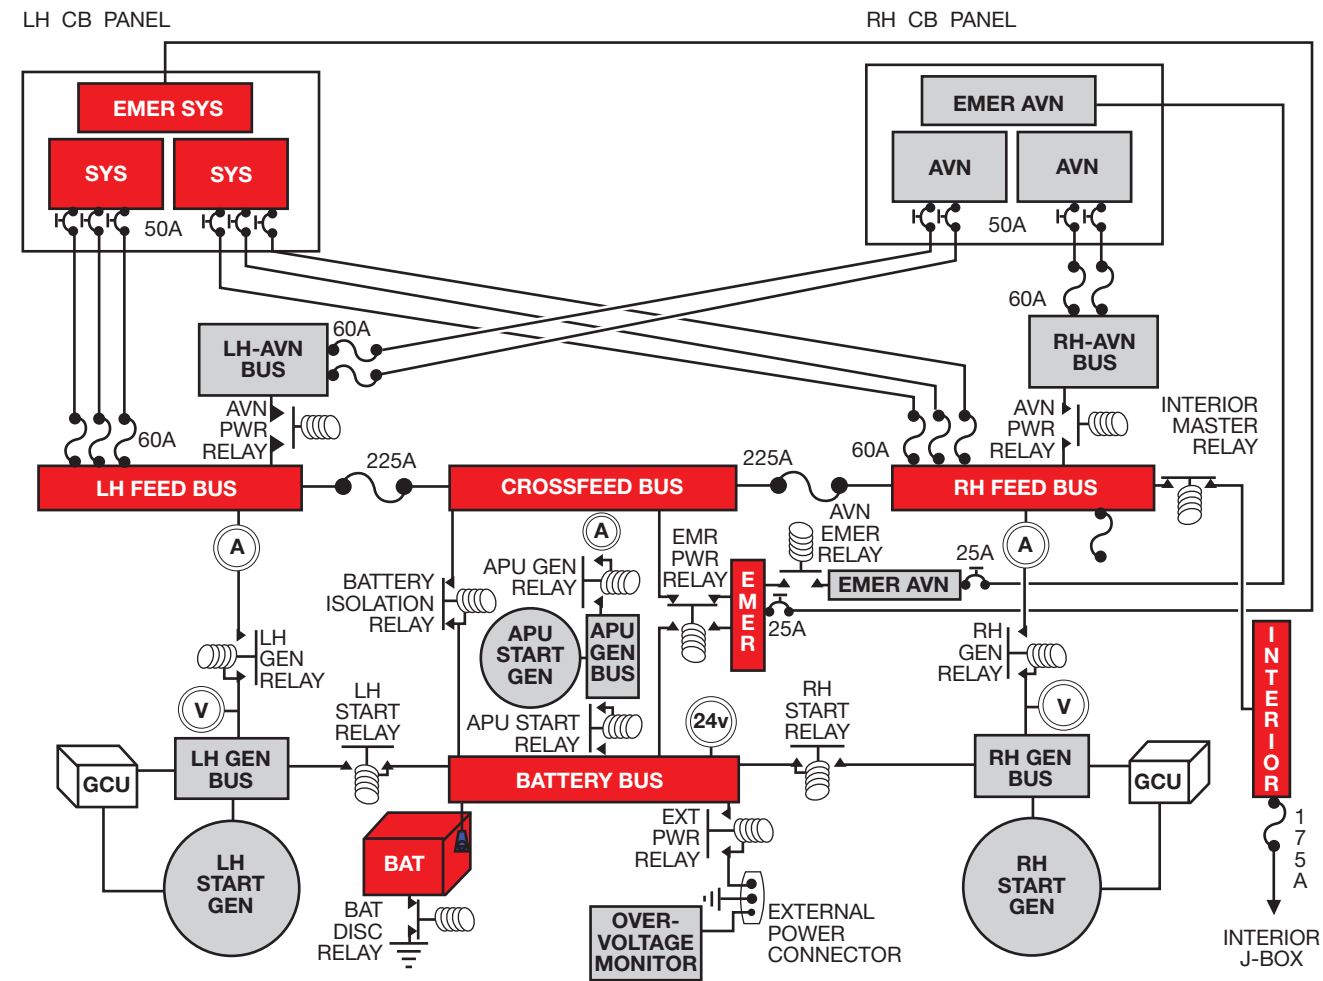 LH CB PANEL
RH CB PANEL
EMER SYS
SYS
SYS
50A
EMER AVN
AVN
AVN
50A
60A
LH-AVN
BUS
60A
RH-AVN
BUS
AVN
PWR
RELAY
60A
AVN
PWR
RELAY
INTERIOR
MASTER
RELAY
60A
225A
225A
LH FEED BUS
CROSSFEED BUS
RH FEED BUS
A
A
A
BATTERY
ISOLATION
RELAY
APU GEN
RELAY
EMR
PWR
RELAY
AVN
EMER
RELAY
EMER
EMER AVN
25A
25A
LH
GEN
RELAY
APU
START
GEN
APU
GEN
BUS
RH
GEN
RELAY
INTERIOR
V
LH
START
RELAY
APU START
RELAY
24v
RH
START
RELAY
V
GCU
LH GEN
BUS
BATTERY BUS
RH GEN
BUS
GCU
LH
START
GEN
BAT
EXT
PWR
RELAY
RH
START
GEN
175A
BAT
DISC
RELAY
OVER-
VOLTAGE
MONITOR
EXTERNAL
POWER
CONNECTOR
INTERIOR
J-BOX